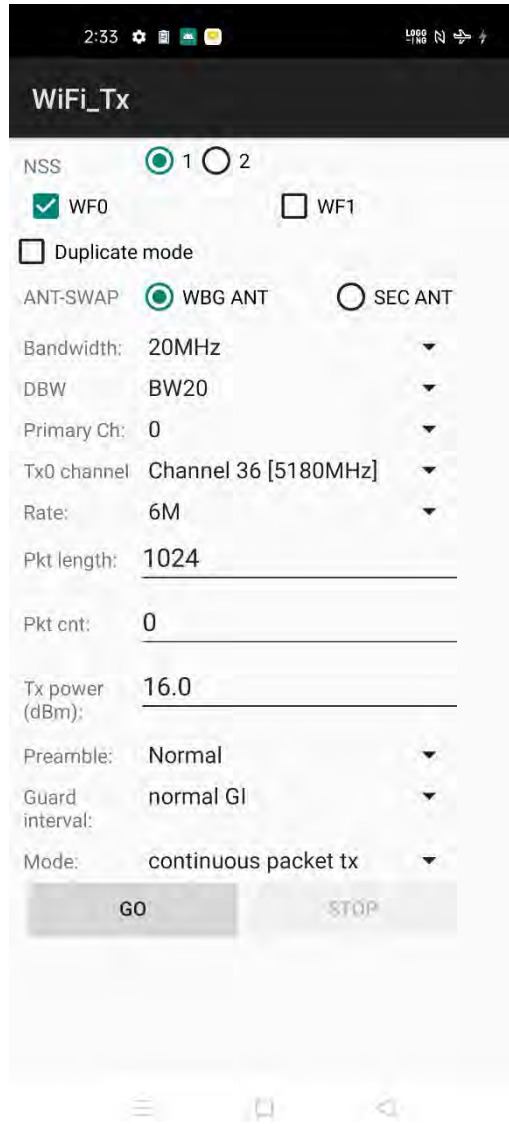 2:33 LOGG -ING
WiFi_Tx
NSS 1 2
WF0 WF1
Duplicate mode
ANT-SWAP WBG ANT SEC ANT
Bandwidth: 20MHz
DBW BW20
Primary Ch: 0
Tx0 channel Channel 36 [5180MHz]
Rate: 6M
Pkt length: 1024
Pkt cnt: 0
Tx power (dBm): 16.0
Preamble: Normal
Guard interval: normal GI
Mode: continuous packet tx
GO STOP